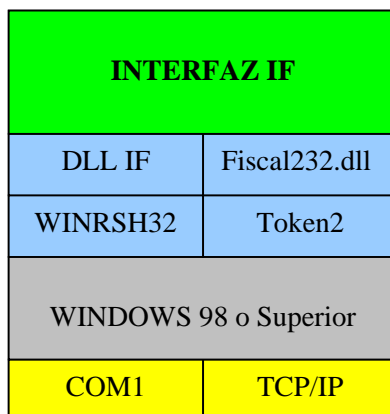 INTERFAZ IF
DLL IF Fiscal232.dll
WINRSH32 Token2
WINDOWS 98 o Superior
COM1 TCP/IP